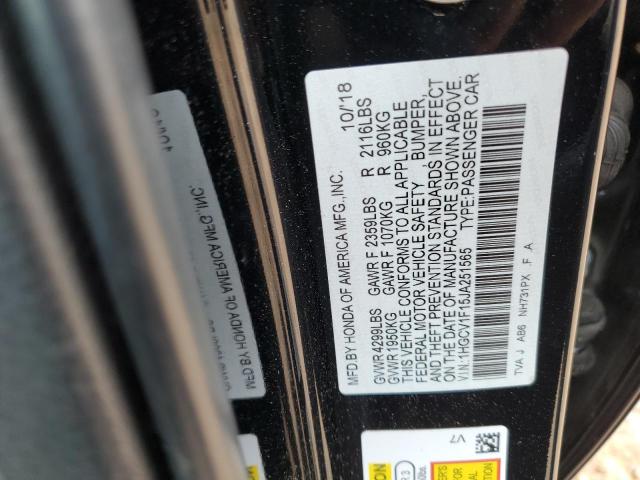 MFD.BY HONDA OF AMERICA MFG.,INC. 10/18
GVWR 4299LBS GAWR F 2359LBS R 2116LBS
GVWR 1950KG GAWR F 1070KG R 960KG
THIS VEHICLE CONFORMS TO ALL APPLICABLE
FEDERAL MOTOR VEHICLE SAFETY BUMPER,
AND THEFT PREVENTION STANDARDS IN EFFECT
ON THE DATE OF MANUFACTURE SHOWN ABOVE.
V.I.N.:1HGCV1F15JA251565 TYPE:PASSENGER CAR
TVA J AB6 NH731PX .F .A
MFD BY HONDA OF AMERICA MFG.,INC.
V7